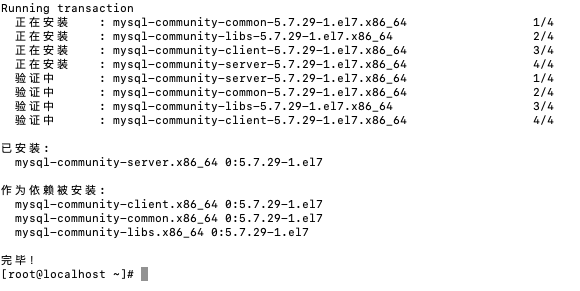 Running transaction
正在安装    : mysql-community-common-5.7.29-1.el7.x86_64    1/4
正在安装    : mysql-community-libs-5.7.29-1.el7.x86_64    2/4
正在安装    : mysql-community-client-5.7.29-1.el7.x86_64    3/4
正在安装    : mysql-community-server-5.7.29-1.el7.x86_64    4/4
验证中    : mysql-community-server-5.7.29-1.el7.x86_64    1/4
验证中    : mysql-community-common-5.7.29-1.el7.x86_64    2/4
验证中    : mysql-community-libs-5.7.29-1.el7.x86_64    3/4
验证中    : mysql-community-client-5.7.29-1.el7.x86_64    4/4
已安装:
mysql-community-server.x86_64 0:5.7.29-1.el7
作为依赖被安装:
mysql-community-client.x86_64 0:5.7.29-1.el7
mysql-community-common.x86_64 0:5.7.29-1.el7
mysql-community-libs.x86_64 0:5.7.29-1.el7
完毕！
[root@localhost ~]#